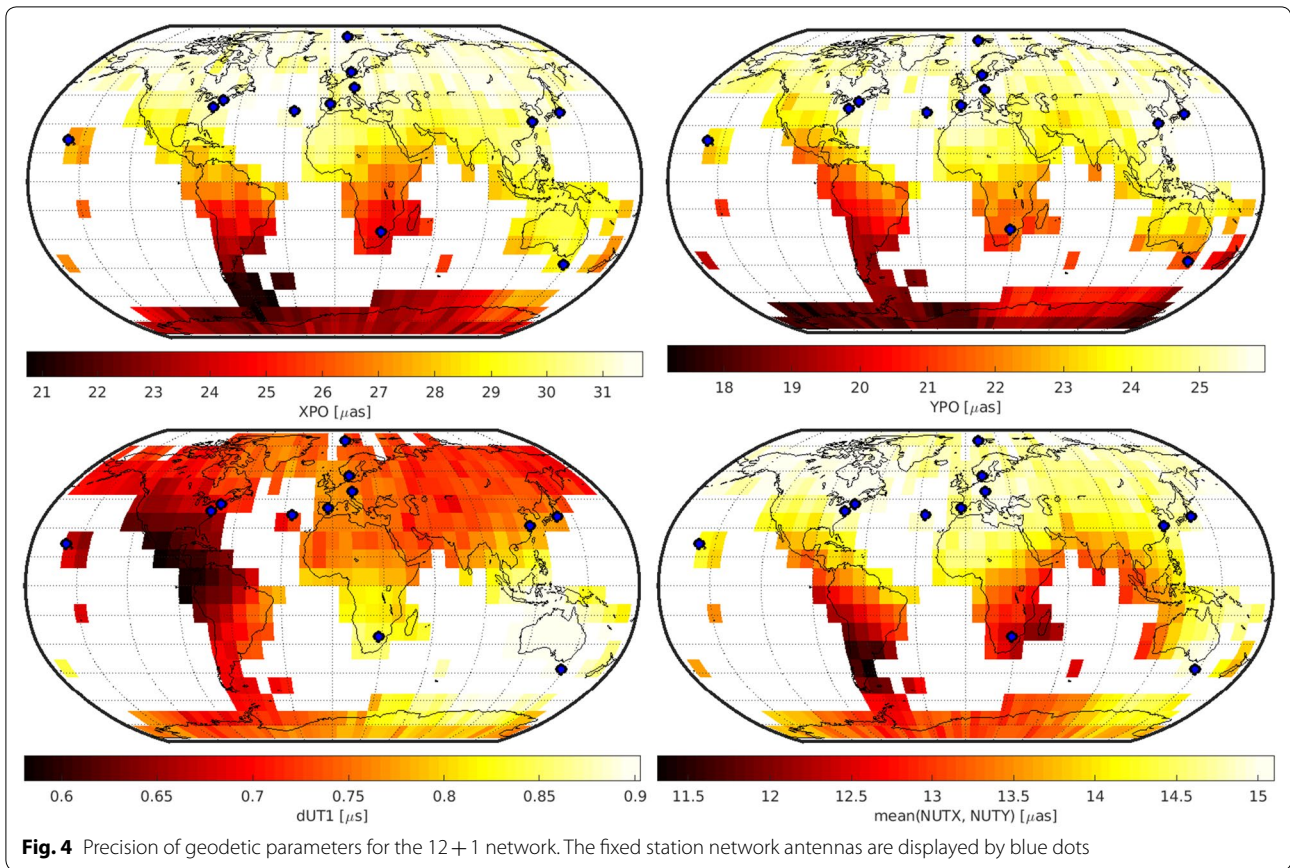 21 22 23 24 25 26 27 28 29 30 31
XPO [μas]
18 19 20 21 22 23 24 25
YPO [μas]
0.6 0.65 0.7 0.75 0.8 0.85 0.9
dUT1 [μs]
11.5 12 12.5 13 13.5 14 14.5 15
mean(NUTX, NUTY) [μas]
Fig. 4 Precision of geodetic parameters for the 12+1 network. The fixed station network antennas are displayed by blue dots